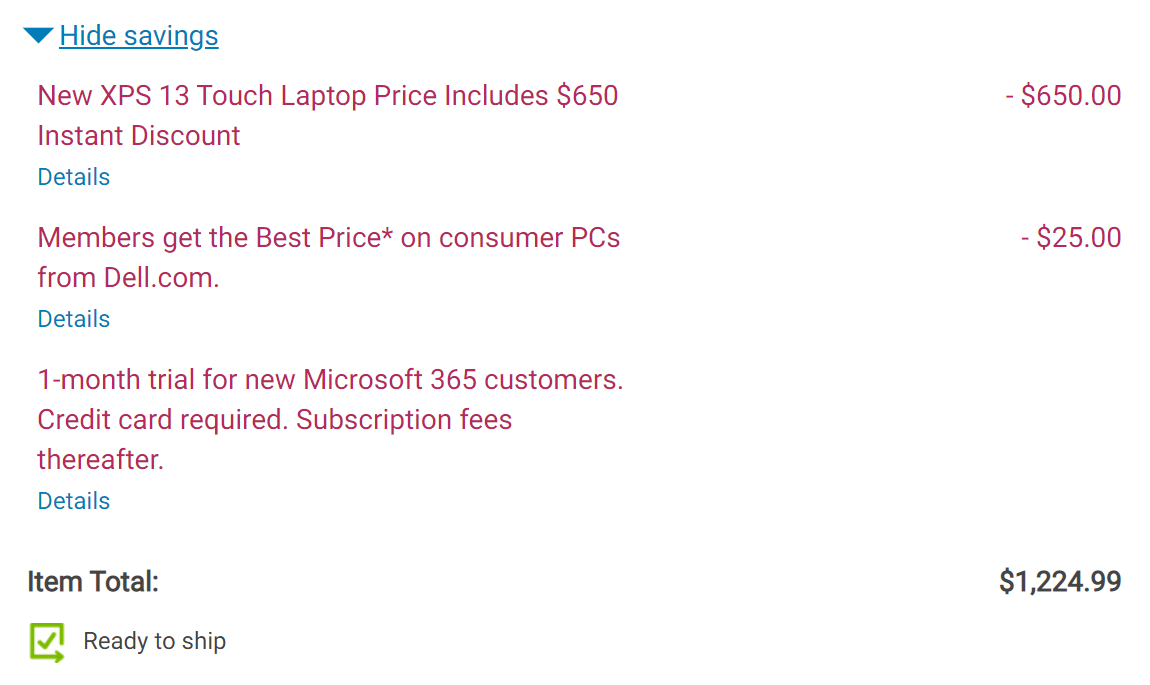 Hide savings
New XPS 13 Touch Laptop Price Includes $650 - $650.00
Instant Discount
Details
Members get the Best Price* on consumer PCs - $25.00
from Dell.com.
Details
1-month trial for new Microsoft 365 customers.
Credit card required. Subscription fees
thereafter.
Details
Item Total: $1,224.99
Ready to ship